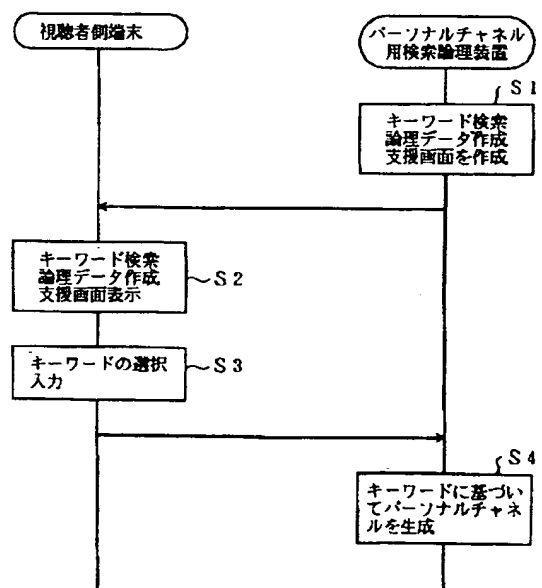 視聴者側端末
パーソナルチャネル
用検索論理装置
S1
キーワード検索
論理データ作成
支援画面を作成
キーワード検索
論理データ作成
支援画面表示
S2
キーワードの選択
入力
S3
S4
キーワードに基づい
てパーソナルチャネ
ルを生成